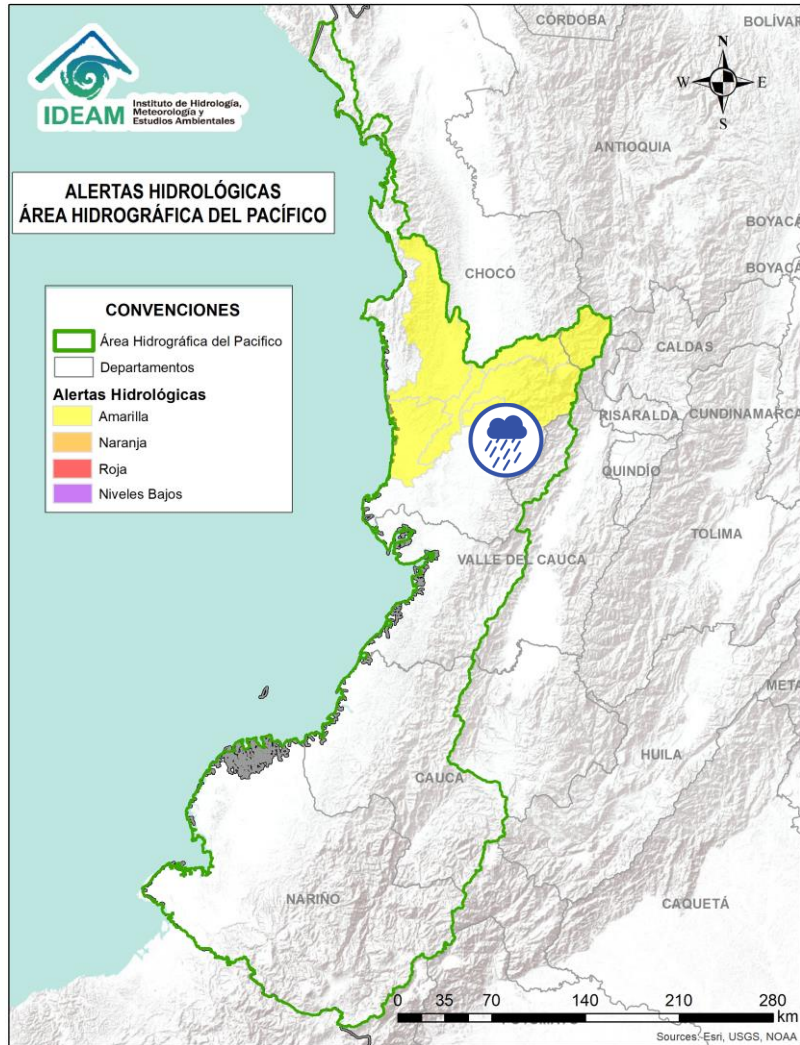 CÓRDOBA
BOLÍVAR
IDEAM
Instituto de Hidrología,
Meteorología y
Estudios Ambientales
N
W
E
S
ANTIOQUIA
ALERTAS HIDROLÓGICAS
ÁREA HIDROGRÁFICA DEL PACÍFICO
BOYACÁ
BOYACÁ
CHOCÓ
CONVENCIONES
Área Hidrográfica del Pacifico
Departamentos
Alertas Hidrológicas
Amarilla
Naranja
Roja
Niveles Bajos
CALDAS
RISARALDA
CUNDINAMARCA
QUINDÍO
TOLIMA
VALLE DEL CAUCA
META
HUILA
CAUCA
NARIÑO
CAQUETÁ
0 35 70 140 210 280
km
Sources: Esri, USGS, NOAA